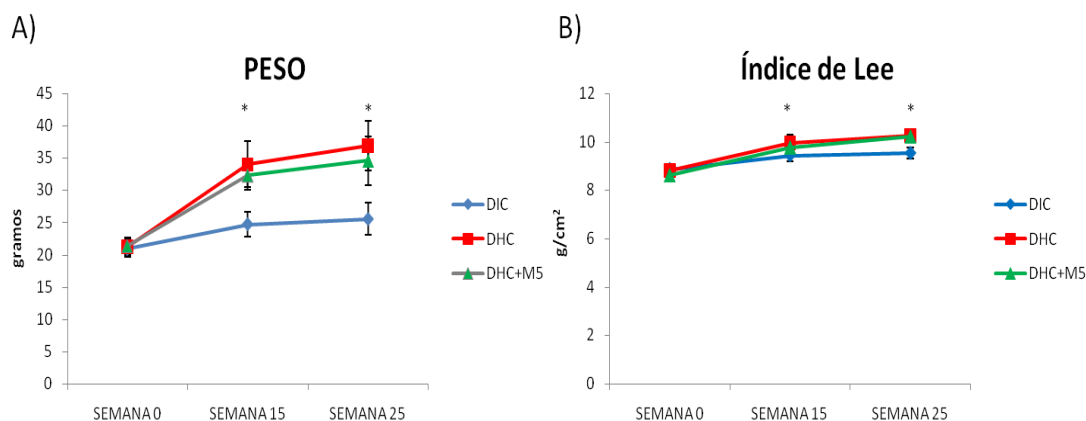 A)
PESO
45
40
35
30
25
20
15
10
5
0
gramos
*
*
SEMANA 0
SEMANA 15
SEMANA 25
DIC
DHC
DHC+M5
B)
Índice de Lee
12
10
8
6
4
2
0
g/cm²
*
*
SEMANA 0
SEMANA 15
SEMANA 25
DIC
DHC
DHC+M5